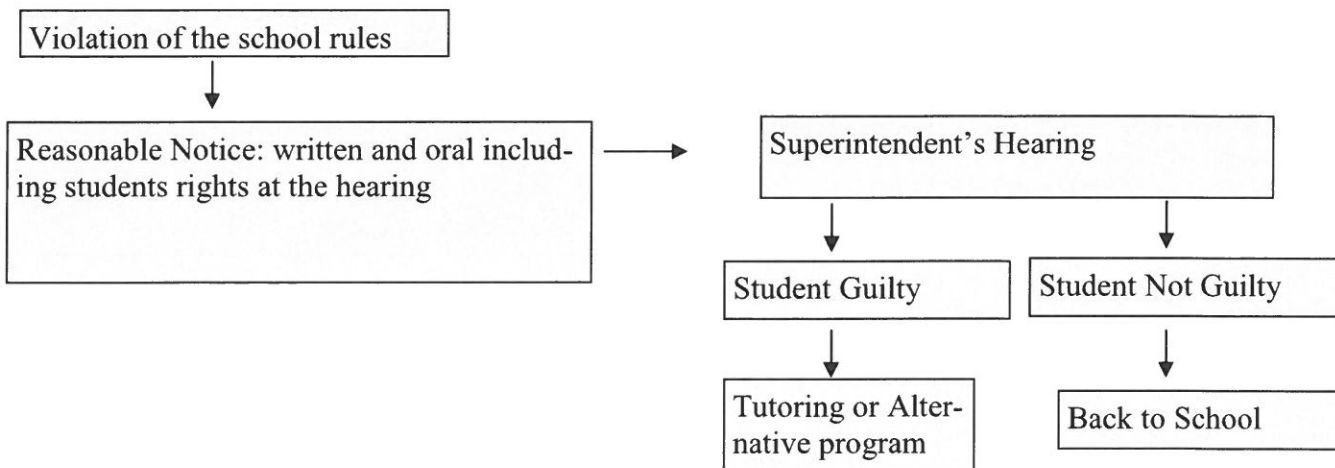 Violation of the school rules
Reasonable Notice: written and oral includ-
ing students rights at the hearing
Superintendent's Hearing
Student Guilty
Student Not Guilty
Tutoring or Alter-
native program
Back to School